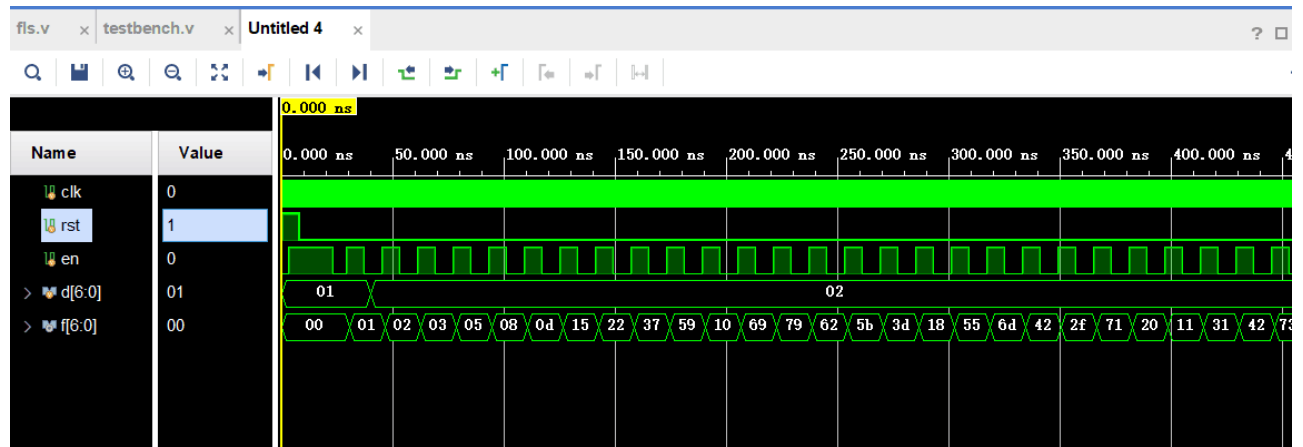 fls.v × testbench.v × Untitled 4 ×
?
0.000 ns
Name Value 0.000 ns 50.000 ns 100.000 ns 150.000 ns 200.000 ns 250.000 ns 300.000 ns 350.000 ns 400.000 ns 4
clk 0
rst 1
en 0
> d[6:0] 01 01 02
> f[6:0] 00 00 01 02 03 05 08 0d 15 22 37 59 10 69 79 62 5b 3d 18 55 6d 42 2f 71 20 11 31 42 73